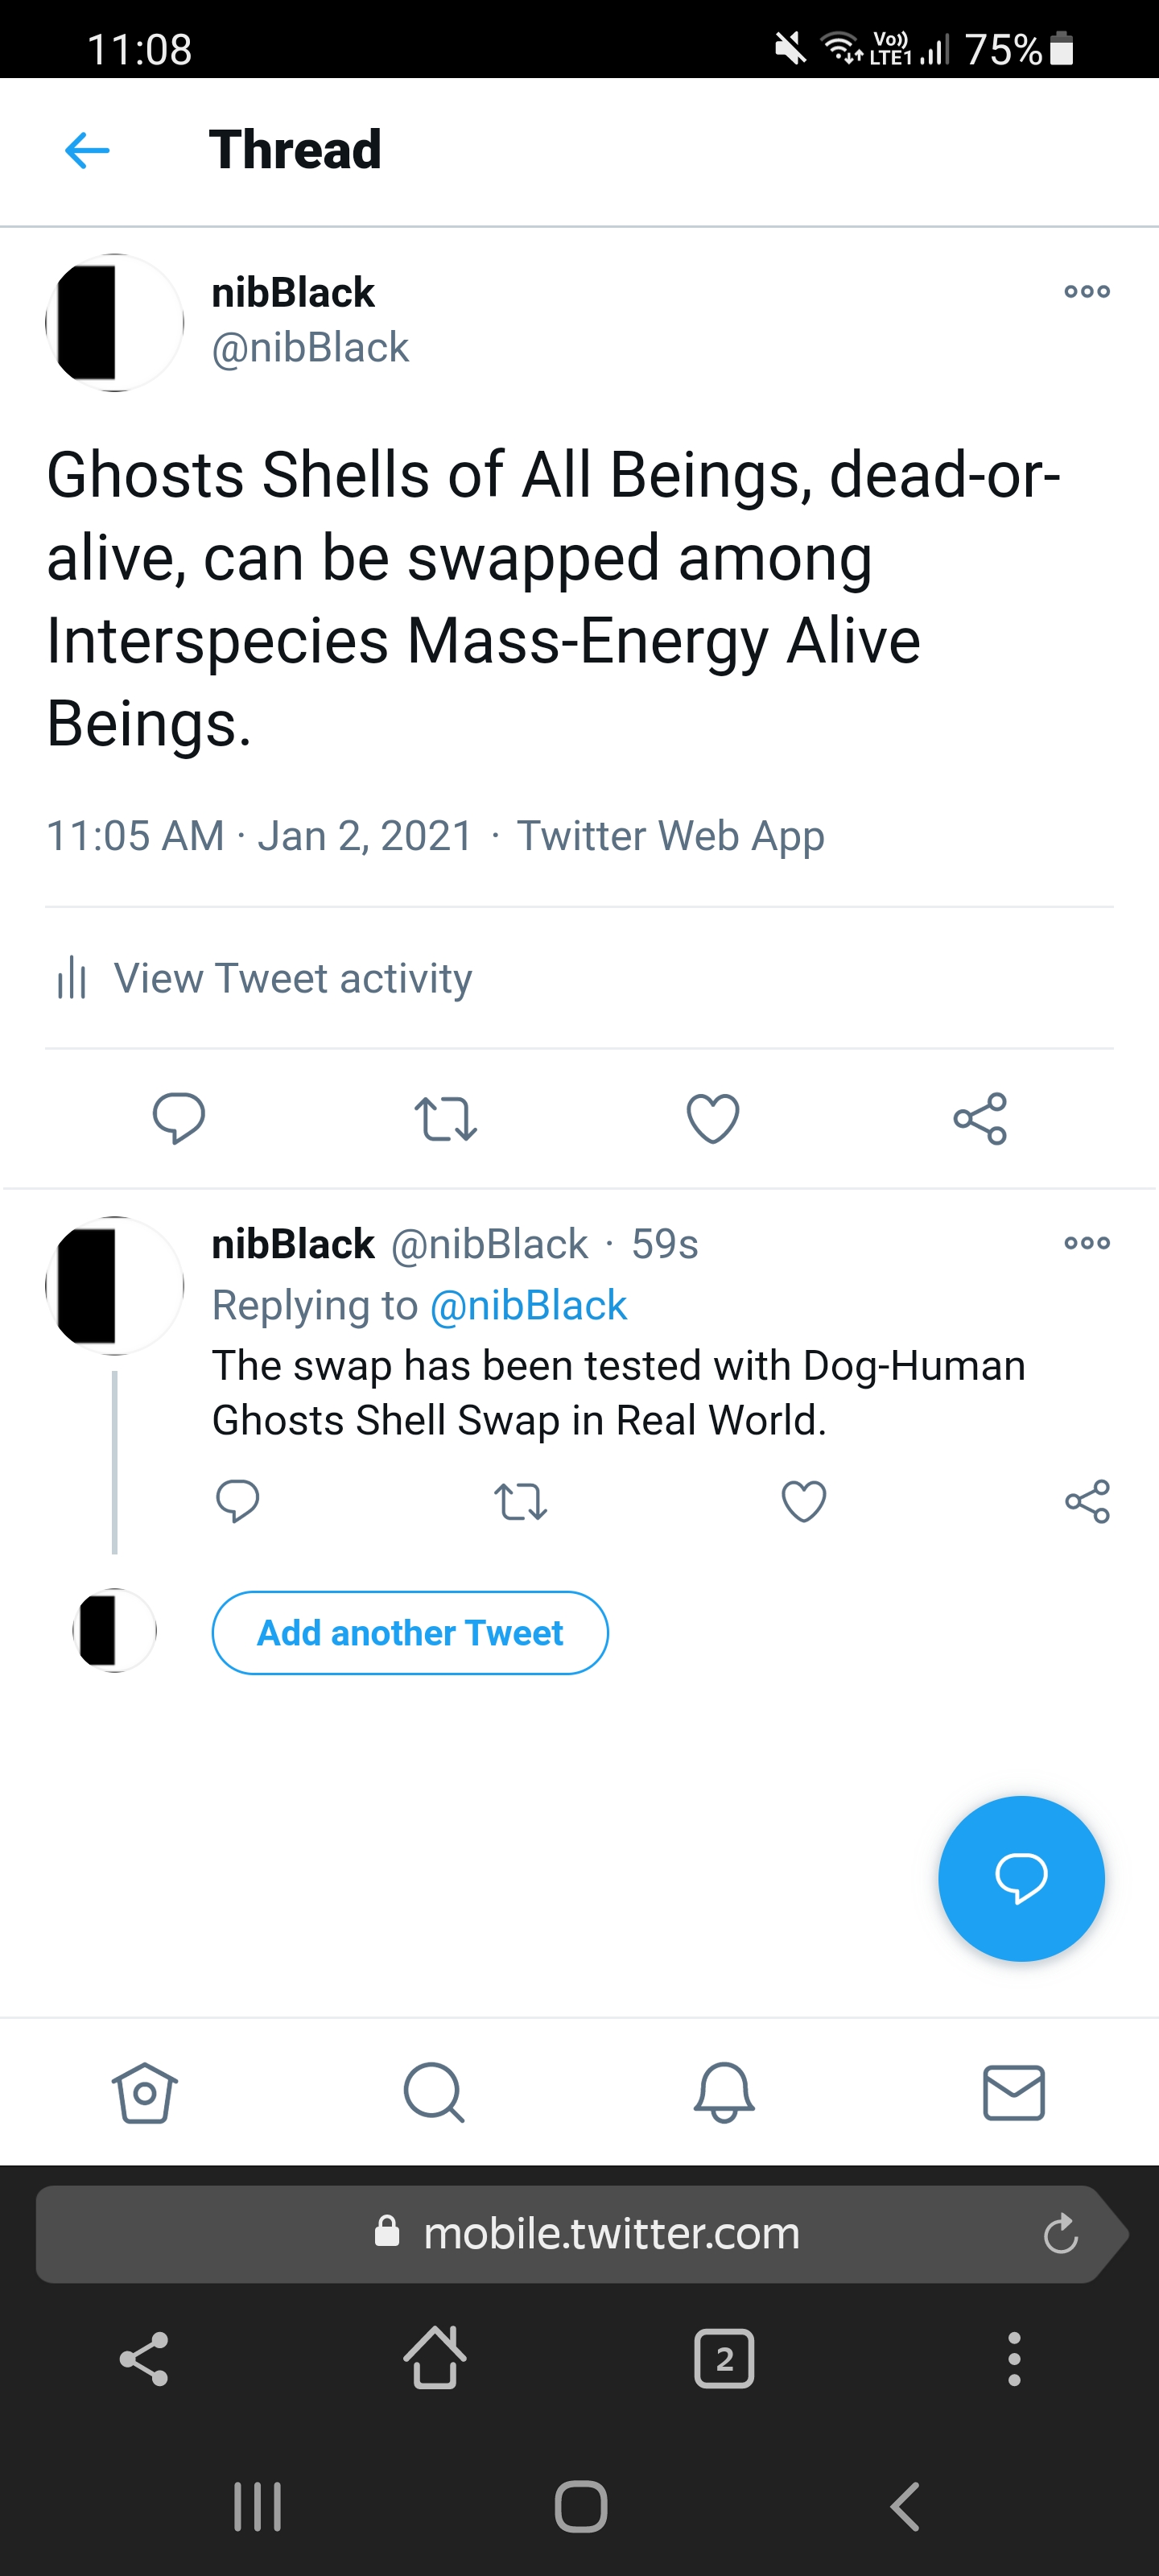 11:08
Vo)) LTE1 75%
Thread
nibBlack
@nibBlack
Ghosts Shells of All Beings, dead-or-
alive, can be swapped among
Interspecies Mass-Energy Alive
Beings.
11:05 AM · Jan 2, 2021 · Twitter Web App
View Tweet activity
nibBlack @nibBlack · 59s
Replying to @nibBlack
The swap has been tested with Dog-Human
Ghosts Shell Swap in Real World.
Add another Tweet
mobile.twitter.com
2